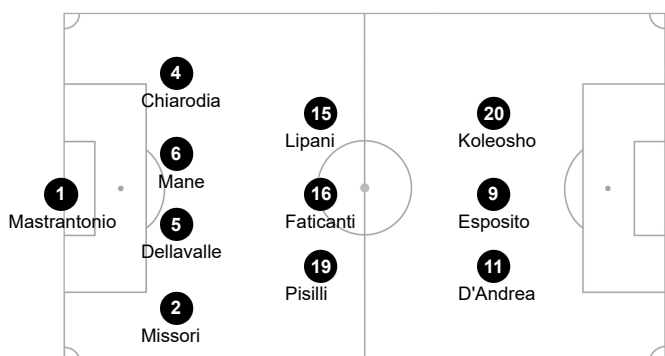 4
Chiarodia
15
Lipani
20
Koleosho
6
Mane
1
Mastrantonio
16
Faticanti
9
Esposito
5
Dellavalle
19
Pisilli
11
D'Andrea
2
Missori